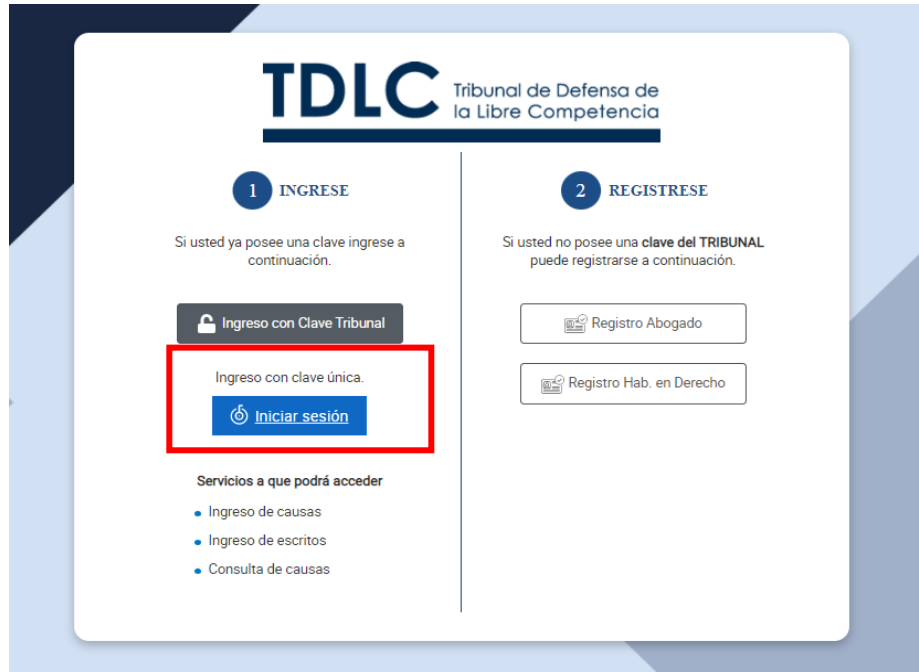 TDLC
Tribunal de Defensa de
la Libre Competencia
1 INGRESE
Si usted ya posee una clave ingrese a
continuación.
Ingreso con Clave Tribunal
Ingreso con clave única.
Iniciar sesión
Servicios a que podrá acceder
Ingreso de causas
Ingreso de escritos
Consulta de causas
2 REGISTRESE
Si usted no posee una clave del TRIBUNAL
puede registrarse a continuación.
Registro Abogado
Registro Hab. en Derecho